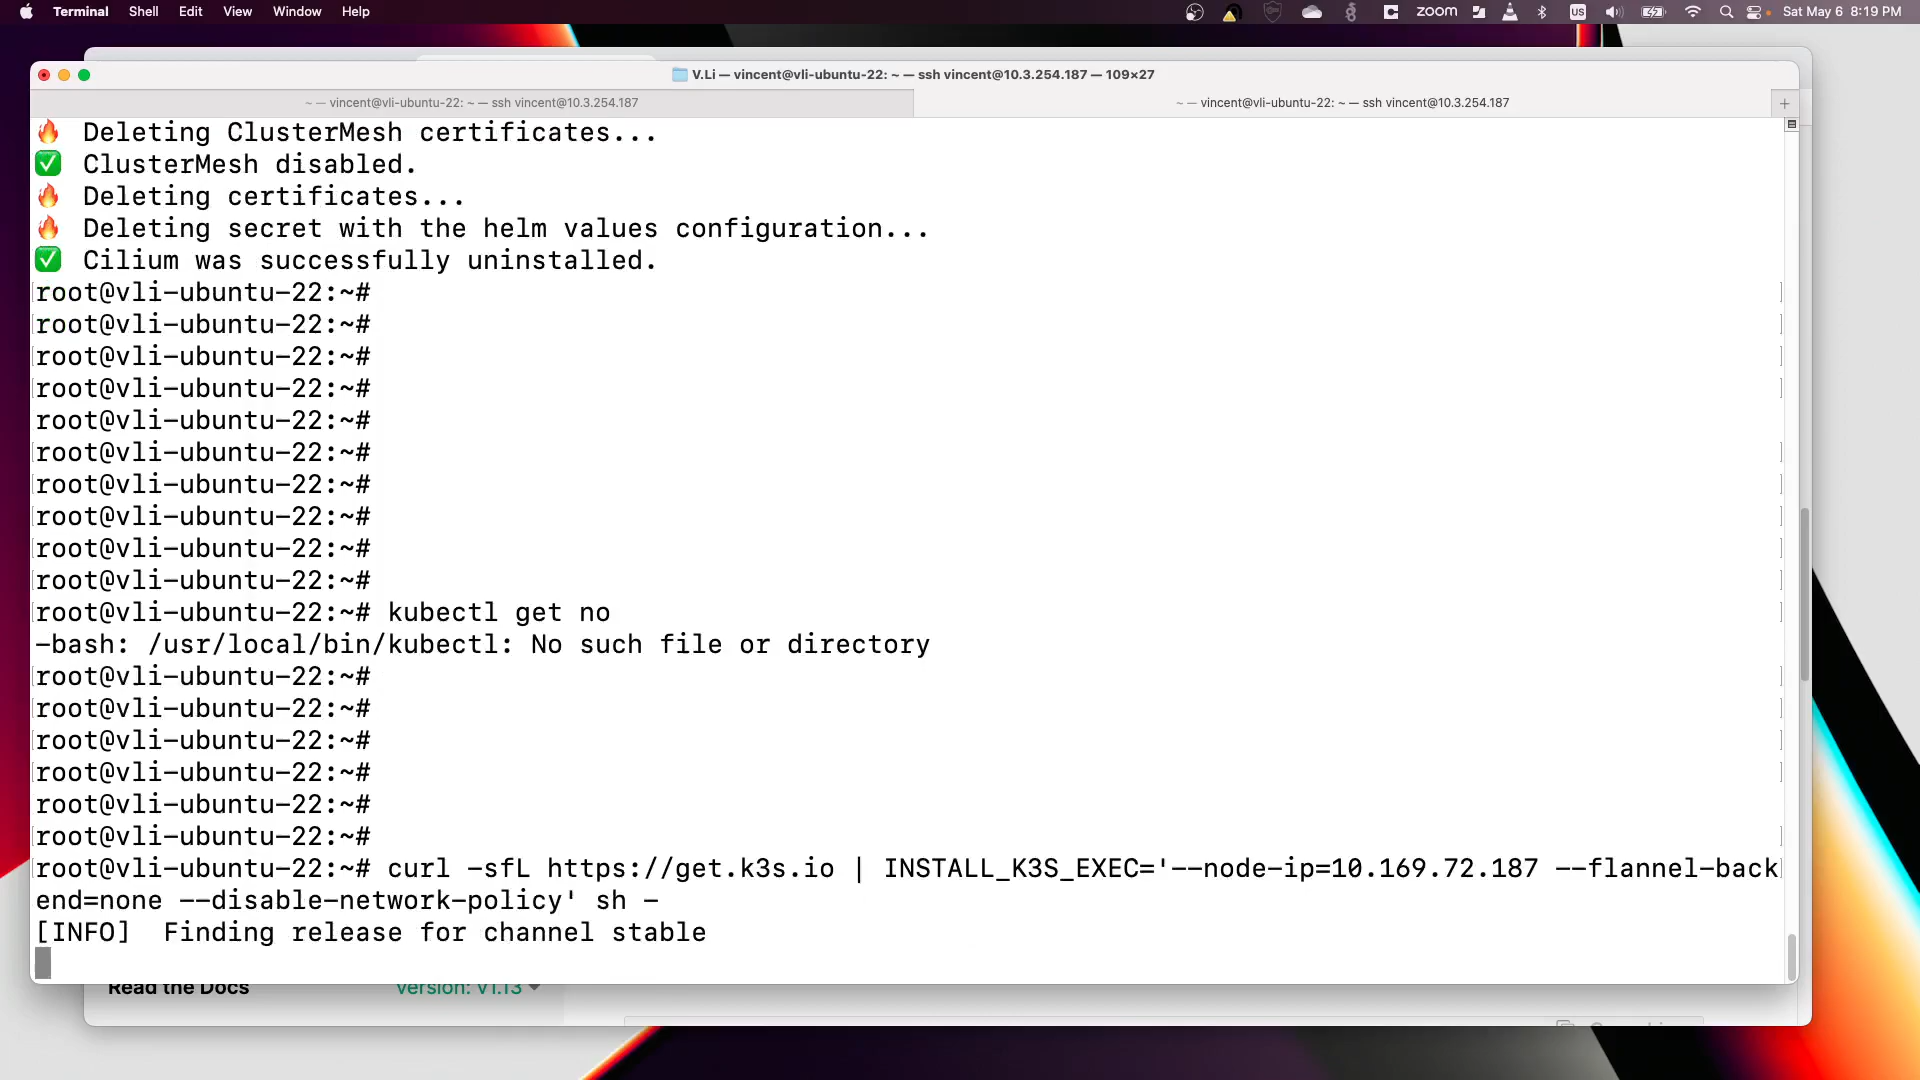 Terminal Shell Edit View Window Help zoom US Sat May 6 8:19 PM
V.Li — vincent@vli-ubuntu-22: ~ — ssh vincent@10.3.254.187 — 109×27
~ — vincent@vli-ubuntu-22: ~ — ssh vincent@10.3.254.187 ~ — vincent@vli-ubuntu-22: ~ — ssh vincent@10.3.254.187 +
🔥 Deleting ClusterMesh certificates...
✅ ClusterMesh disabled.
🔥 Deleting certificates...
🔥 Deleting secret with the helm values configuration...
✅ Cilium was successfully uninstalled.
root@vli-ubuntu-22:~#
root@vli-ubuntu-22:~#
root@vli-ubuntu-22:~#
root@vli-ubuntu-22:~#
root@vli-ubuntu-22:~#
root@vli-ubuntu-22:~#
root@vli-ubuntu-22:~#
root@vli-ubuntu-22:~#
root@vli-ubuntu-22:~#
root@vli-ubuntu-22:~#
root@vli-ubuntu-22:~# kubectl get no
-bash: /usr/local/bin/kubectl: No such file or directory
root@vli-ubuntu-22:~#
root@vli-ubuntu-22:~#
root@vli-ubuntu-22:~#
root@vli-ubuntu-22:~#
root@vli-ubuntu-22:~#
root@vli-ubuntu-22:~#
root@vli-ubuntu-22:~# curl -sfL https://get.k3s.io | INSTALL_K3S_EXEC='--node-ip=10.169.72.187 --flannel-back
end=none --disable-network-policy' sh -
[INFO]  Finding release for channel stable
Read the Docs Version: v1.13